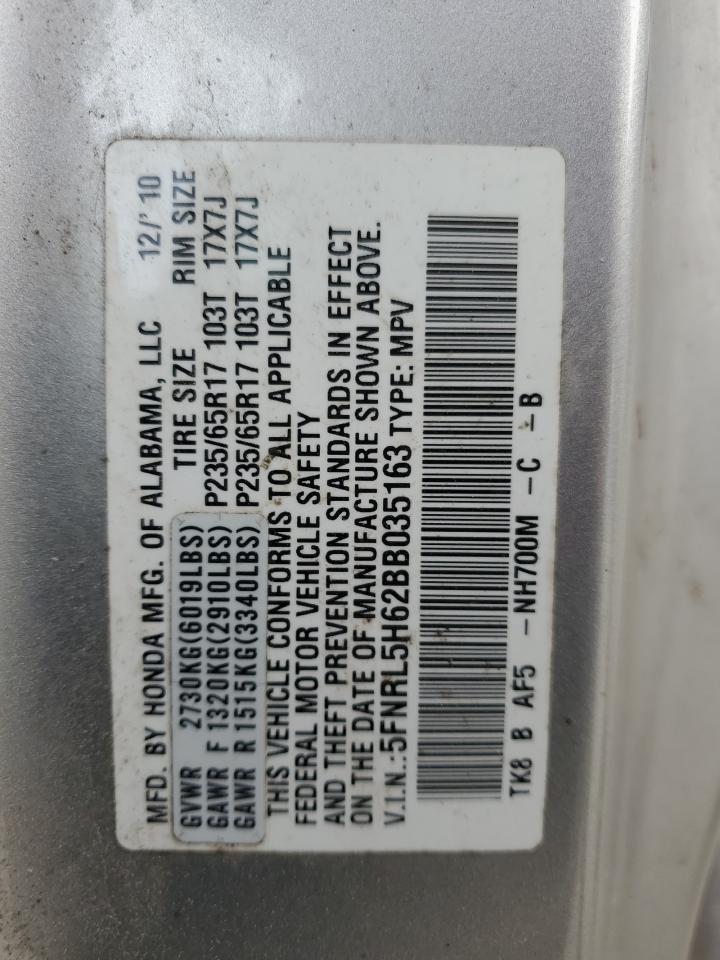 MFD. BY HONDA MFG. OF ALABAMA, LLC 12/'10
TIRE SIZE RIM SIZE
GVWR 2730KG(6019LBS)
GAWR F 1320KG(2910LBS) P235/65R17 103T 17X7J
GAWR R 1515KG(3340LBS) P235/65R17 103T 17X7J
THIS VEHICLE CONFORMS TO ALL APPLICABLE
FEDERAL MOTOR VEHICLE SAFETY
AND THEFT PREVENTION STANDARDS IN EFFECT
ON THE DATE OF MANUFACTURE SHOWN ABOVE.
V.I.N.:5FNRL5H62BB035163 TYPE: MPV
TK8 B AF5 -NH700M -C -B